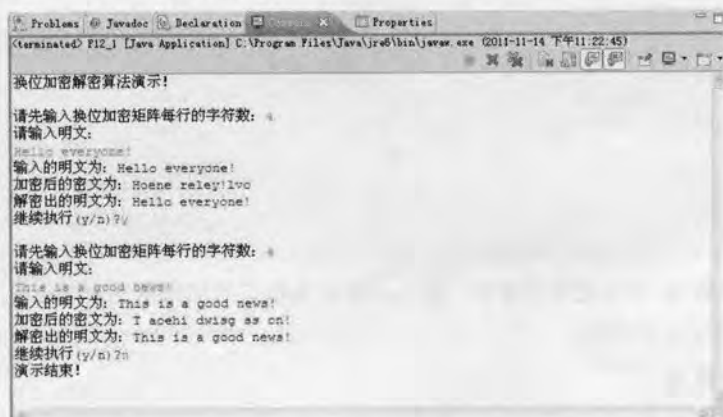 Problems @ Javadoc Declaration Console Properties
<terminated> P12_1 [Java Application] C:\Program Files\Java\jre6\bin\javaw.exe (2011-11-14 下午11:22:45)
换位加密解密算法演示!
请先输入换位加密矩阵每行的字符数: 4
请输入明文:
Hello everyone!
输入的明文为: Hello everyone!
加密后的密文为: Hoene reley!lvo
解密出的明文为: Hello everyone!
继续执行(y/n)?y
请先输入换位加密矩阵每行的字符数: 4
请输入明文:
This is a good news!
输入的明文为: This is a good news!
加密后的密文为: T aoehi dwisg ss on!
解密出的明文为: This is a good news!
继续执行(y/n)?n
演示结束!